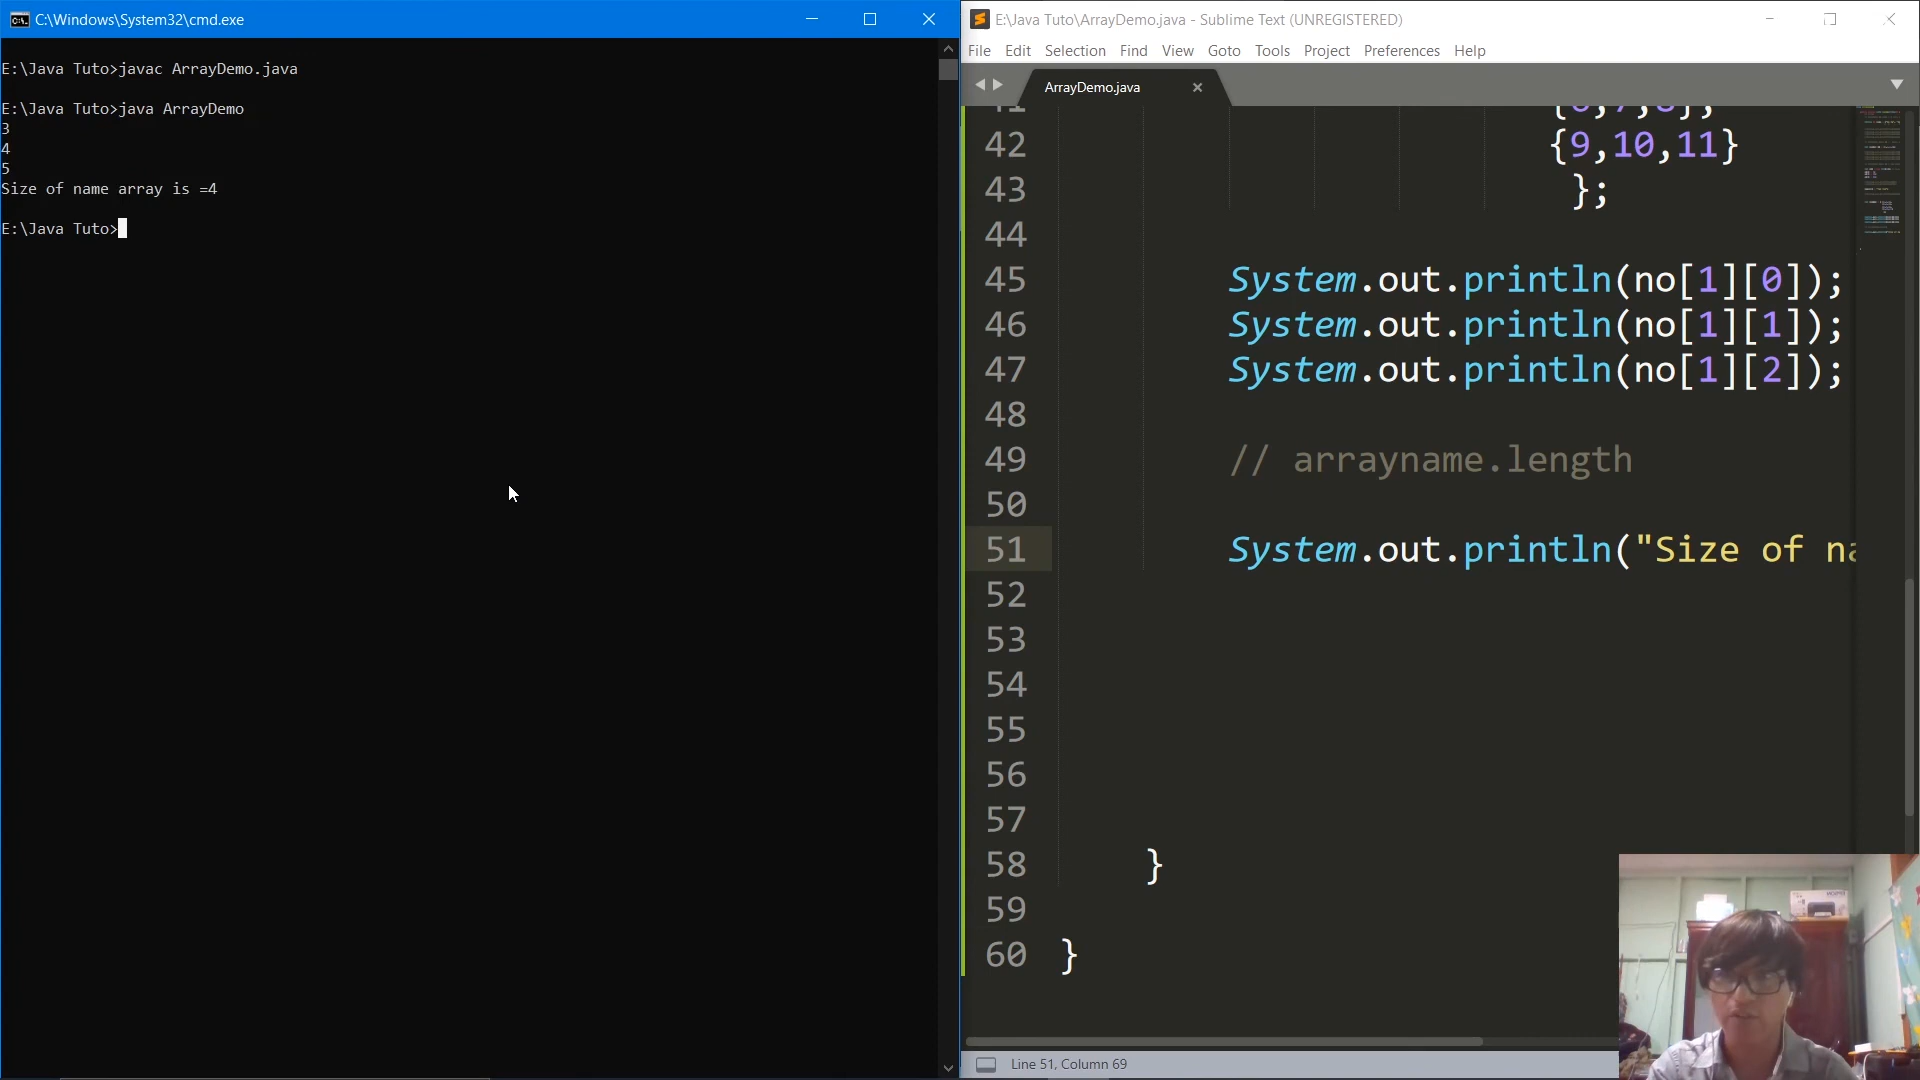 C:\Windows\System32\cmd.exe
E:\Java Tuto>javac ArrayDemo.java
E:\Java Tuto>java ArrayDemo
3
4
5
Size of name array is =4
E:\Java Tuto>
E:\Java Tuto\ArrayDemo.java - Sublime Text (UNREGISTERED)
File Edit Selection Find View Goto Tools Project Preferences Help
ArrayDemo.java
42 {9,10,11}
43 };
44
45 System.out.println(no[1][0]);
46 System.out.println(no[1][1]);
47 System.out.println(no[1][2]);
48
49 // arrayname.length
50
51 System.out.println("Size of na
52
53
54
55
56
57
58 }
59
60 }
Line 51, Column 69